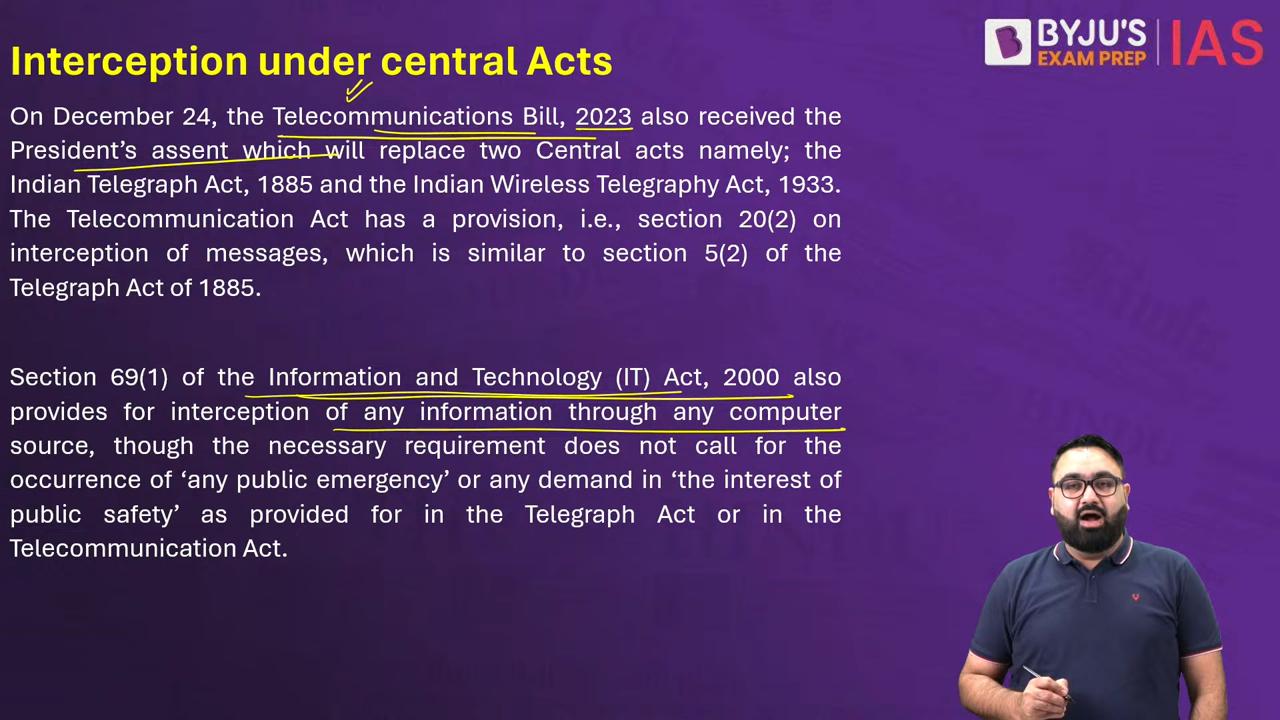 Interception under central Acts
BYJU'S
EXAM PREP
IAS
On December 24, the Telecommunications Bill, 2023 also received the
President's assent which will replace two Central acts namely; the
Indian Telegraph Act, 1885 and the Indian Wireless Telegraphy Act, 1933.
The Telecommunication Act has a provision, i.e., section 20(2) on
interception of messages, which is similar to section 5(2) of the
Telegraph Act of 1885.
Section 69(1) of the Information and Technology (IT) Act, 2000 also
provides for interception of any information through any computer
source, though the necessary requirement does not call for the
occurrence of 'any public emergency' or any demand in 'the interest of
public safety' as provided for in the Telegraph Act or in the
Telecommunication Act.